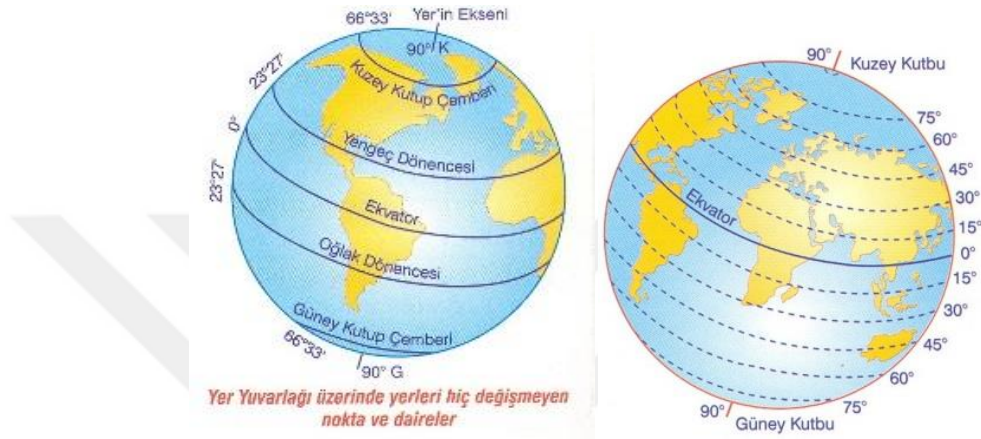 66°33'
Yer'in Ekseni
90° K
23°27'
Kuzey Kutup Çemberi
0°
Yengeç Dönencesi
23°27'
Ekvator
Oğlak Dönencesi
Güney Kutup Çemberi
66°33'
90° G
Yer Yuvarlağı üzerinde yerleri hiç değişmeyen
nokta ve daireler
90°
Kuzey Kutbu
75°
60°
45°
30°
15°
Ekvator
0°
15°
30°
45°
60°
75°
90°
Güney Kutbu